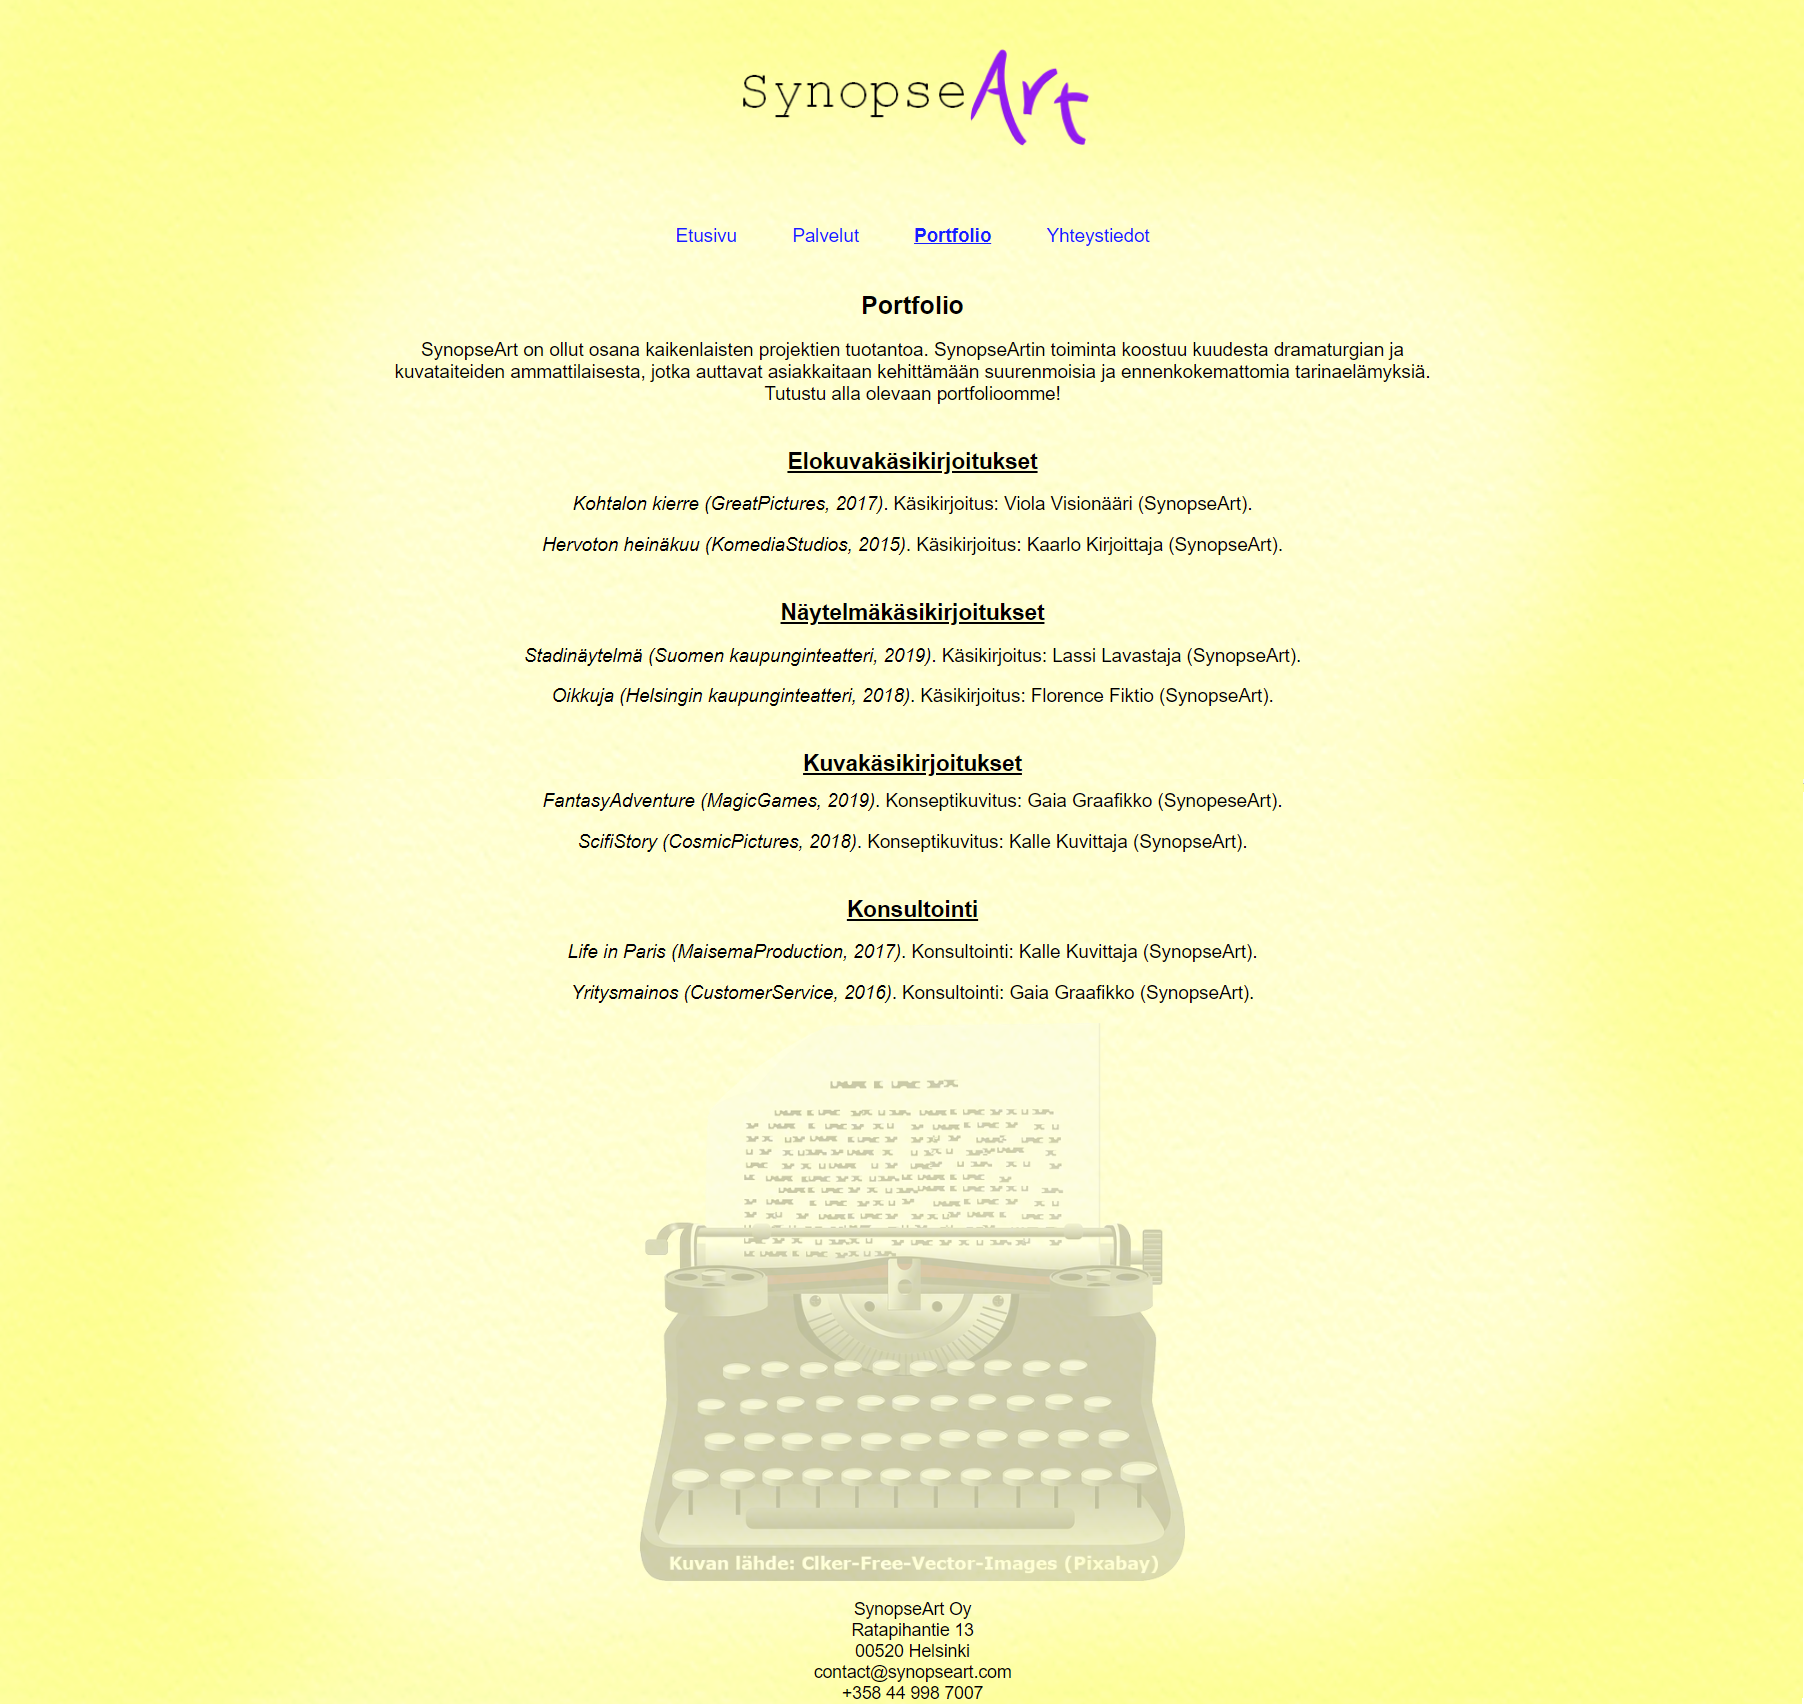 SynopseArt
Etusivu Palvelut Portfolio Yhteystiedot
Portfolio
SynopseArt on ollut osana kaikenlaisten projektien tuotantoa. SynopseArtin toiminta koostuu kuudesta dramaturgian ja
kuvataiteiden ammattilaisesta, jotka auttavat asiakkaitaan kehittämään suurenmoisia ja ennenkokemattomia tarinaelämyksiä.
Tutustu alla olevaan portfolioomme!
Elokuvakäsikirjoitukset
Kohtalon kierre (GreatPictures, 2017). Käsikirjoitus: Viola Visionääri (SynopseArt).
Hervoton heinäkuu (KomediaStudios, 2015). Käsikirjoitus: Kaarlo Kirjoittaja (SynopseArt).
Näytelmäkäsikirjoitukset
Stadinäytelmä (Suomen kaupunginteatteri, 2019). Käsikirjoitus: Lassi Lavastaja (SynopseArt).
Oikkuja (Helsingin kaupunginteatteri, 2018). Käsikirjoitus: Florence Fiktio (SynopseArt).
Kuvakäsikirjoitukset
FantasyAdventure (MagicGames, 2019). Konseptikuvitus: Gaia Graafikko (SynopeseArt).
ScifiStory (CosmicPictures, 2018). Konseptikuvitus: Kalle Kuvittaja (SynopseArt).
Konsultointi
Life in Paris (MaisemaProduction, 2017). Konsultointi: Kalle Kuvittaja (SynopseArt).
Yritysmainos (CustomerService, 2016). Konsultointi: Gaia Graafikko (SynopseArt).
Kuvan lähde: Clker-Free-Vector-Images (Pixabay)
SynopseArt Oy
Ratapihantie 13
00520 Helsinki
contact@synopseart.com
+358 44 998 7007